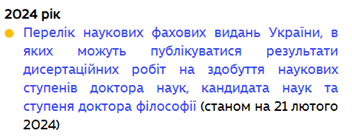 2024 рік
Перелік наукових фахових видань України, в
яких можуть публікуватися результати
дисертаційних робіт на здобуття наукових
ступенів доктора наук, кандидата наук та
ступеня доктора філософії (станом на 21 лютого
2024)